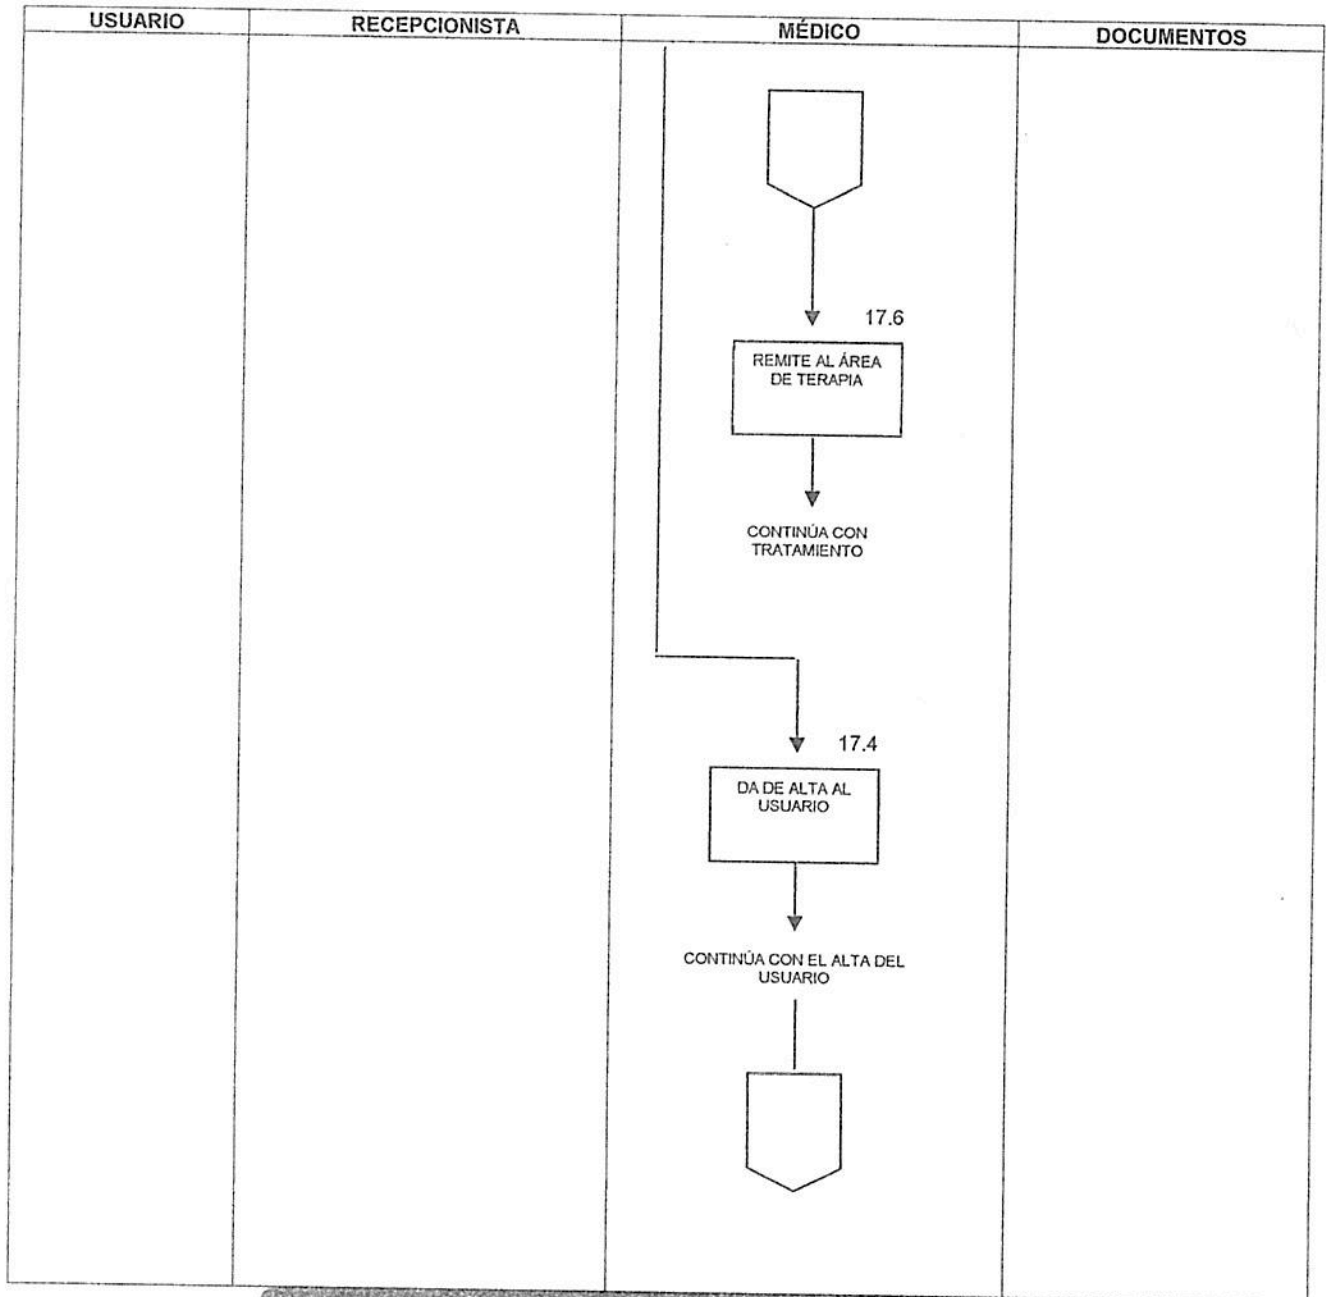 USUARIO
RECEPCIONISTA
MÉDICO
DOCUMENTOS
17.6
REMITE AL ÁREA
DE TERAPIA
CONTINÚA CON
TRATAMIENTO
17.4
DA DE ALTA AL
USUARIO
CONTINÚA CON EL ALTA DEL
USUARIO